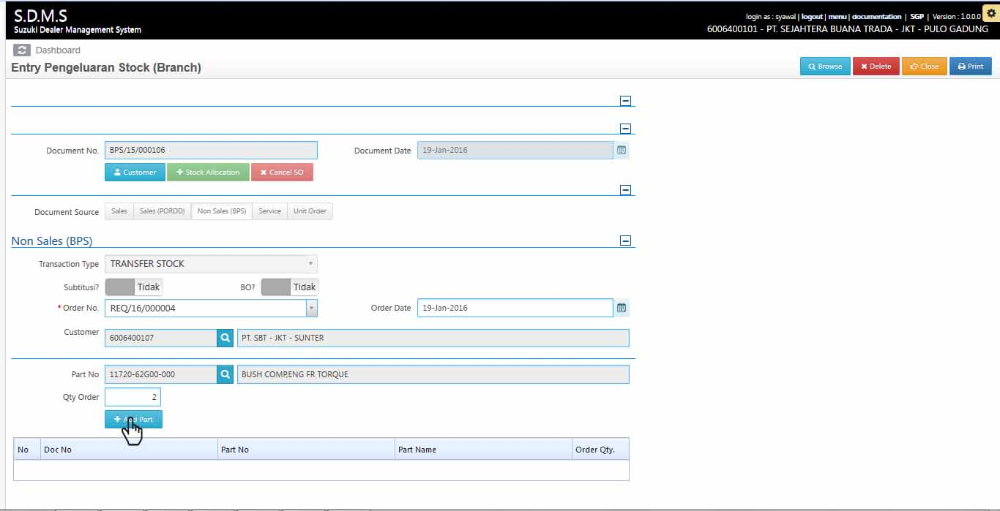 S.D.M.S
Suzuki Dealer Management System
login as : syawal | logout | menu | documentation | SGP | Version : 1.0.0.0
6006400101 - PT. SEJAHTERA BUANA TRADA - JKT - PULO GADUNG
Dashboard
Entry Pengeluaran Stock (Branch)
Browse Delete Close Print
Document No. BPS/15/000106 Document Date 19-Jan-2016
Customer Stock Allocation Cancel SO
Document Source Sales Sales (PORDD) Non Sales (BPS) Service Unit Order
Non Sales (BPS)
Transaction Type TRANSFER STOCK
Subtitusi? Tidak BO? Tidak
* Order No. REQ/16/000004 Order Date 19-Jan-2016
Customer 6006400107 PT. SBT - JKT - SUNTER
Part No 11720-62G00-000 BUSH COMP,ENG FR TORQUE
Qty Order 2
+ Add Part
No Doc No Part No Part Name Order Qty.